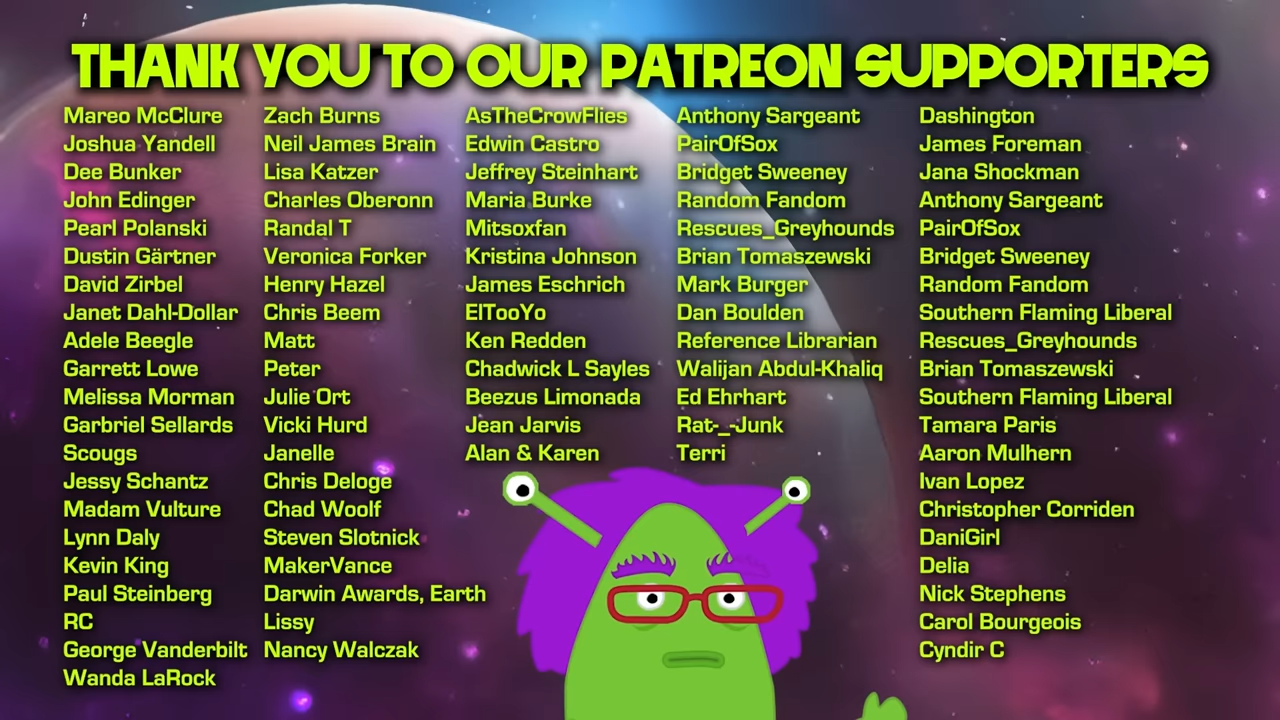 THANK YOU TO OUR PATREON SUPPORTERS
Mareo McClure
Joshua Yandell
Dee Bunker
John Edinger
Pearl Polanski
Dustin Gärtner
David Zirbel
Janet Dahl-Dollar
Adele Beegle
Garrett Lowe
Melissa Morman
Garbriel Sellards
Scougs
Jessy Schantz
Madam Vulture
Lynn Daly
Kevin King
Paul Steinberg
RC
George Vanderbilt
Wanda LaRock
Zach Burns
Neil James Brain
Lisa Katzer
Charles Oberonn
Randal T
Veronica Forker
Henry Hazel
Chris Beem
Matt
Peter
Julie Ort
Vicki Hurd
Janelle
Chris Deloge
Chad Woolf
Steven Slotnick
MakerVance
Darwin Awards, Earth
Lissy
Nancy Walczak
AsTheCrowFlies
Edwin Castro
Jeffrey Steinhart
Maria Burke
Mitsoxfan
Kristina Johnson
James Eschrich
ElTooYo
Ken Redden
Chadwick L Sayles
Beezus Limonada
Jean Jarvis
Alan & Karen
Anthony Sargeant
PairOfSox
Bridget Sweeney
Random Fandom
Rescues_Greyhounds
Brian Tomaszewski
Mark Burger
Dan Boulden
Reference Librarian
Walijan Abdul-Khaliq
Ed Ehrhart
Rat-_-Junk
Terri
Dashington
James Foreman
Jana Shockman
Anthony Sargeant
PairOfSox
Bridget Sweeney
Random Fandom
Southern Flaming Liberal
Rescues_Greyhounds
Brian Tomaszewski
Southern Flaming Liberal
Tamara Paris
Aaron Mulhern
Ivan Lopez
Christopher Corriden
DaniGirl
Delia
Nick Stephens
Carol Bourgeois
Cyndir C